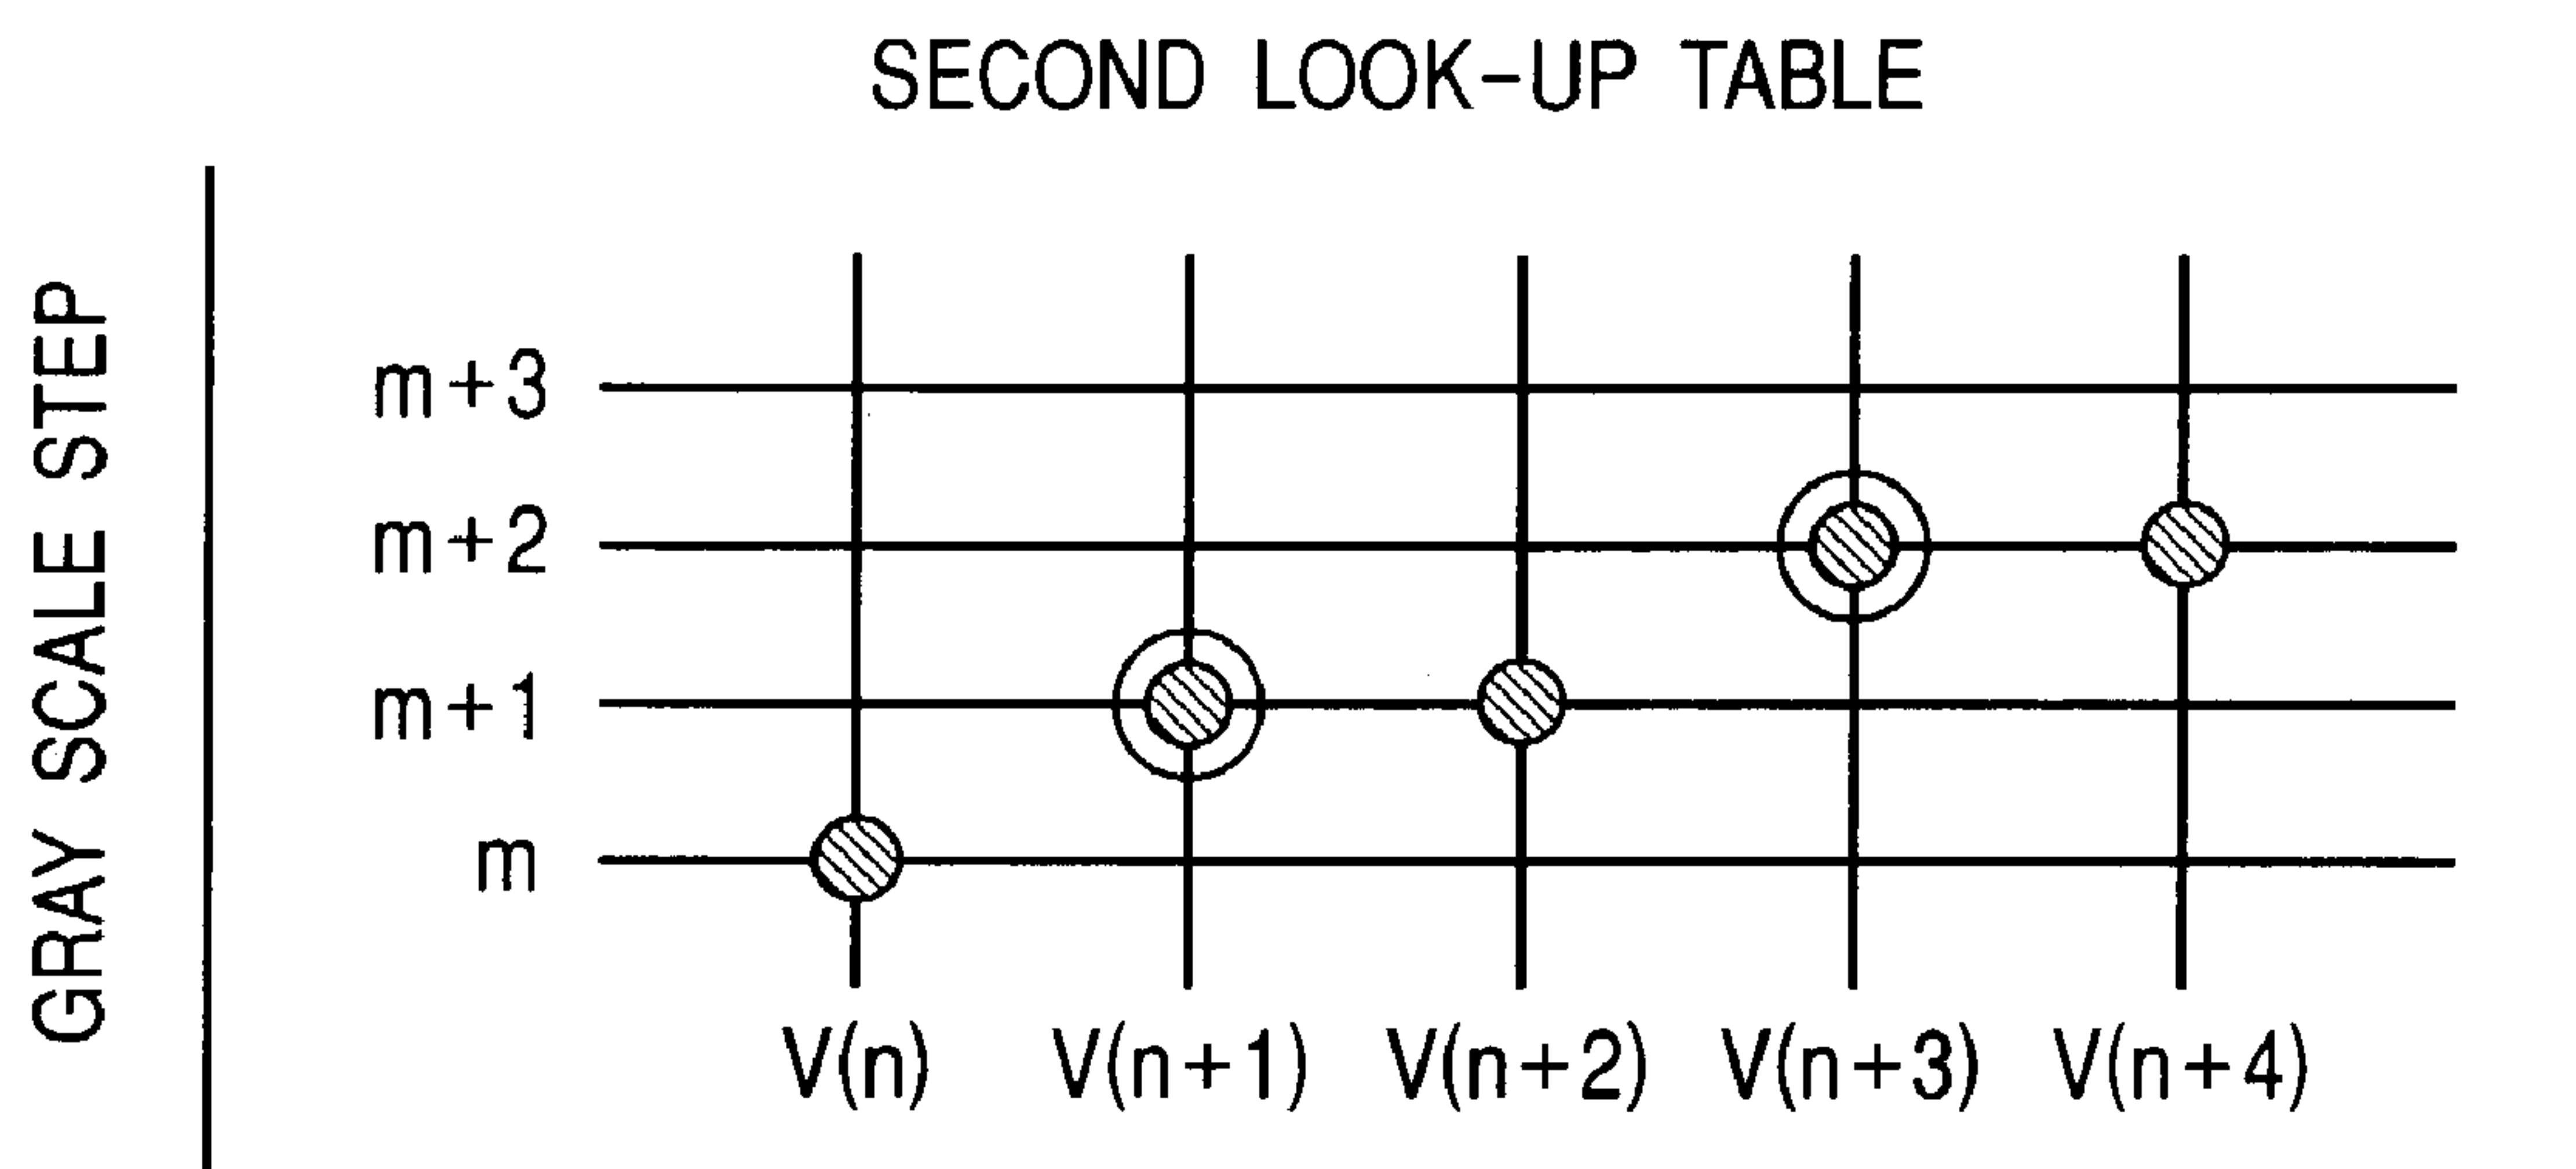 SECOND LOOK-UP TABLE
GRAY SCALE STEP
m+3
m+2
m+1
m
V(n) V(n+1) V(n+2) V(n+3) V(n+4)